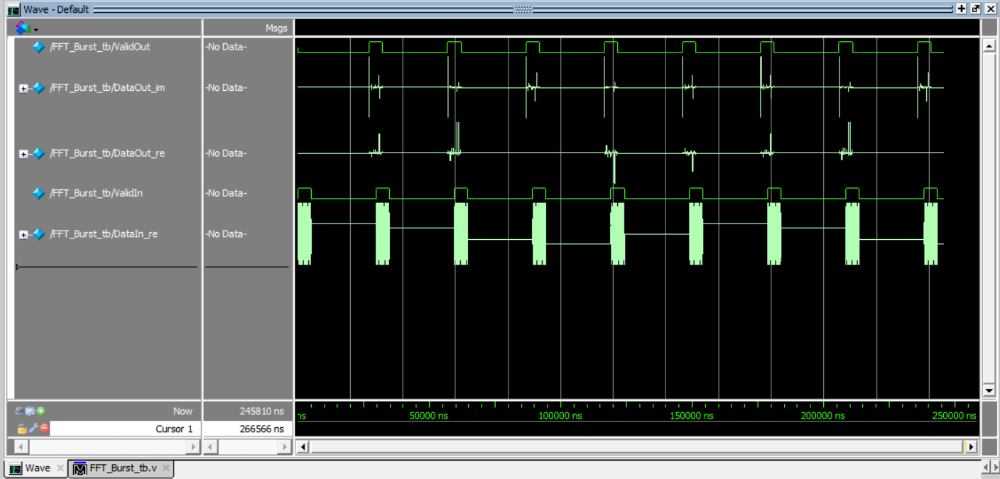 Wave - Default
Msgs
/FFT_Burst_tb/ValidOut -No Data-
/FFT_Burst_tb/DataOut_im -No Data-
/FFT_Burst_tb/DataOut_re -No Data-
/FFT_Burst_tb/ValidIn -No Data-
/FFT_Burst_tb/DataIn_re -No Data-
Now 245810 ns ns 50000 ns 100000 ns 150000 ns 200000 ns 250000 ns
Cursor 1 266566 ns
Wave FFT_Burst_tb.v